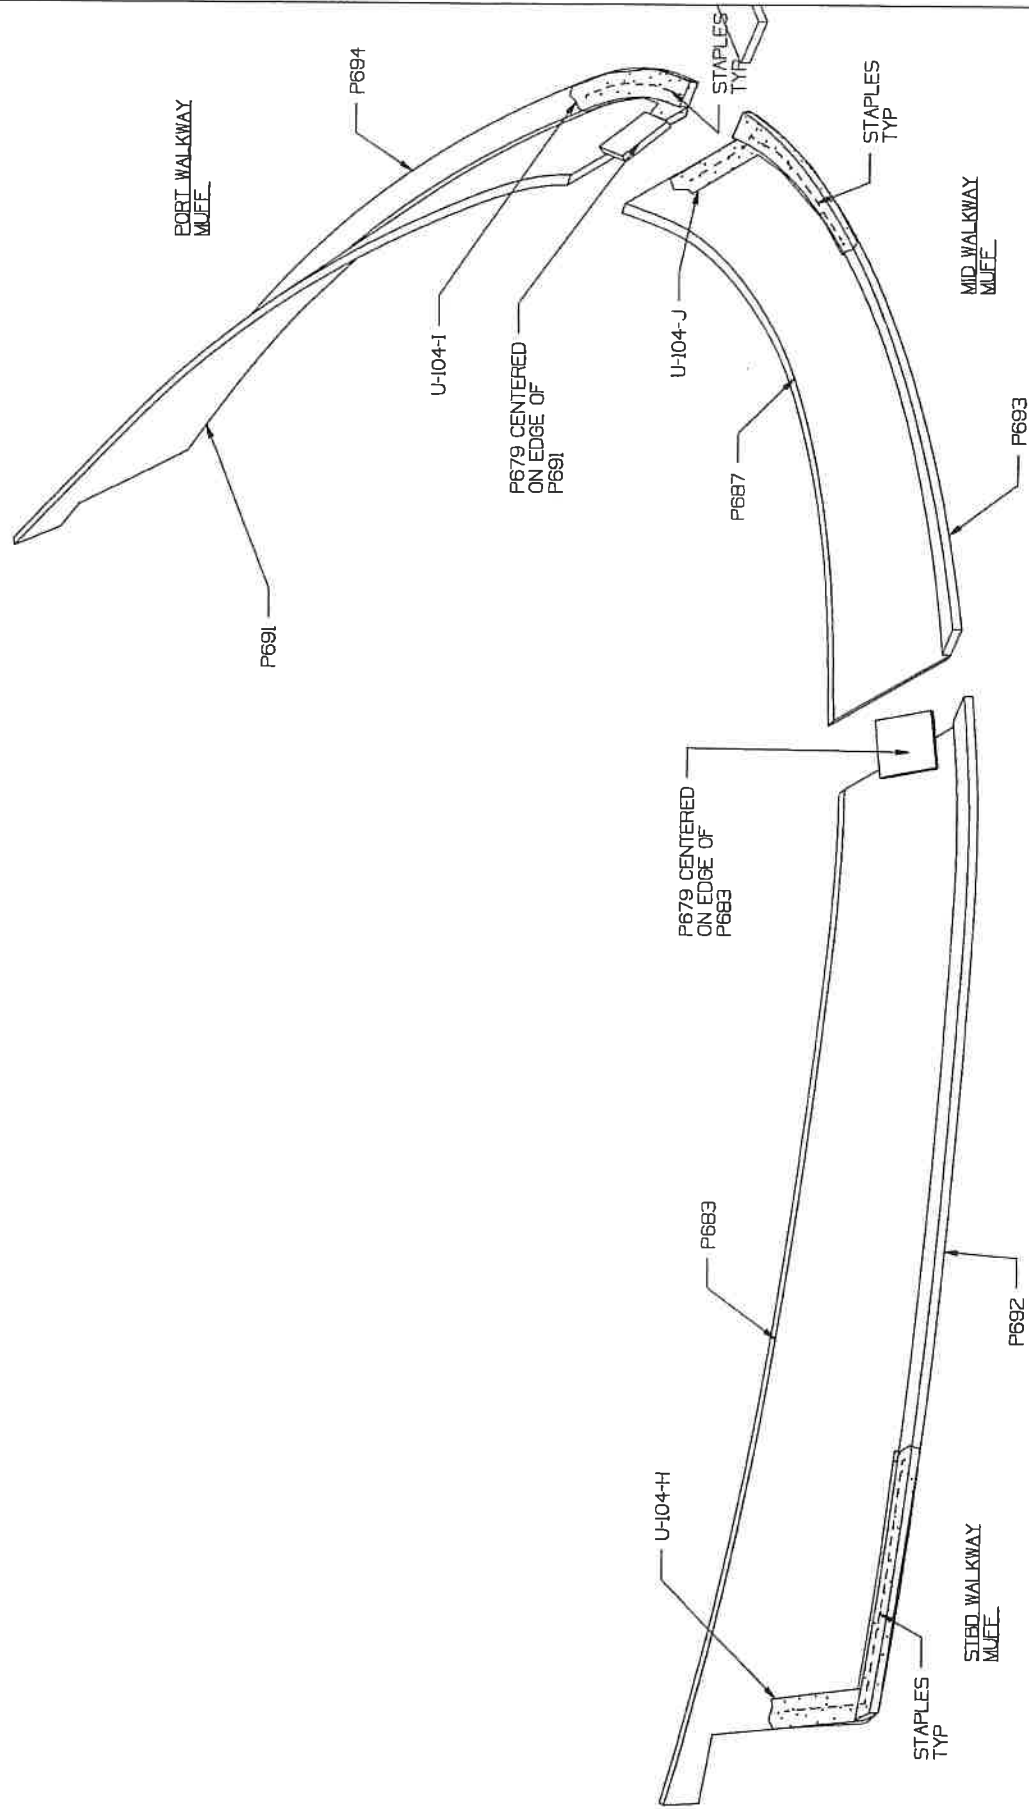 PORT WALKWAY
MUFF
P694
STAPLES
TYP
U-104-I
P679 CENTERED
ON EDGE OF
P691
P691
STAPLES
TYP
MID WALKWAY
MUFF
U-104-J
P687
P693
P679 CENTERED
ON EDGE OF
P683
P683
P692
U-104-H
STBD WALKWAY
MUFF
STAPLES
TYP